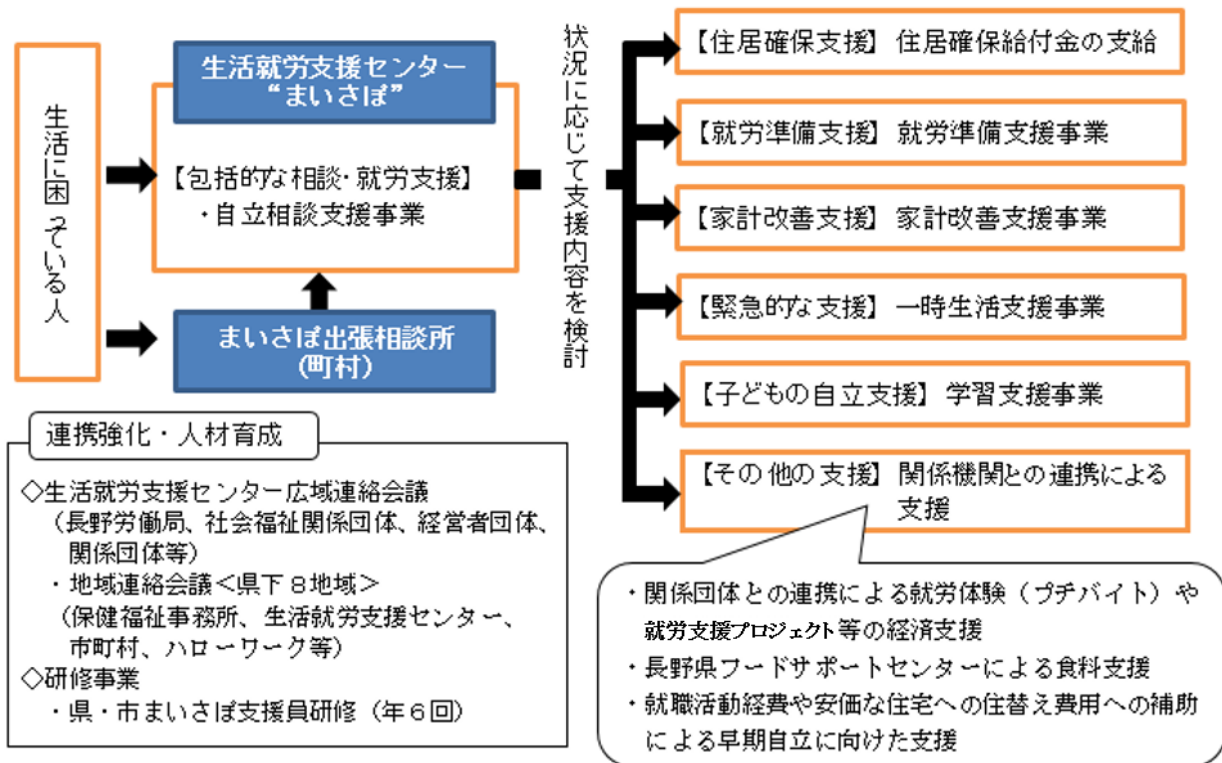 生活に困っている人
生活就労支援センター
“まいさぽ”
【包括的な相談・就労支援】
・自立相談支援事業
まいさぽ出張相談所
(町村)
状況に応じて支援内容を検討
【住居確保支援】 住居確保給付金の支給
【就労準備支援】 就労準備支援事業
【家計改善支援】 家計改善支援事業
【緊急的な支援】 一時生活支援事業
【子どもの自立支援】 学習支援事業
【その他の支援】 関係機関との連携による
支援
・関係団体との連携による就労体験（プチバイト）や
就労支援プロジェクト等の経済支援
・長野県フードサポートセンターによる食料支援
・就職活動経費や安価な住宅への住替え費用への補助
による早期自立に向けた支援
連携強化・人材育成
◇生活就労支援センター広域連絡会議
（長野労働局、社会福祉関係団体、経営者団体、
関係団体等）
・地域連絡会議＜県下８地域＞
（保健福祉事務所、生活就労支援センター、
市町村、ハローワーク等）
◇研修事業
・県・市まいさぽ支援員研修（年６回）